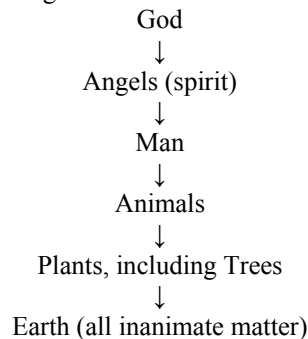 God
↓
Angels (spirit)
↓
Man
↓
Animals
↓
Plants, including Trees
↓
Earth (all inanimate matter)